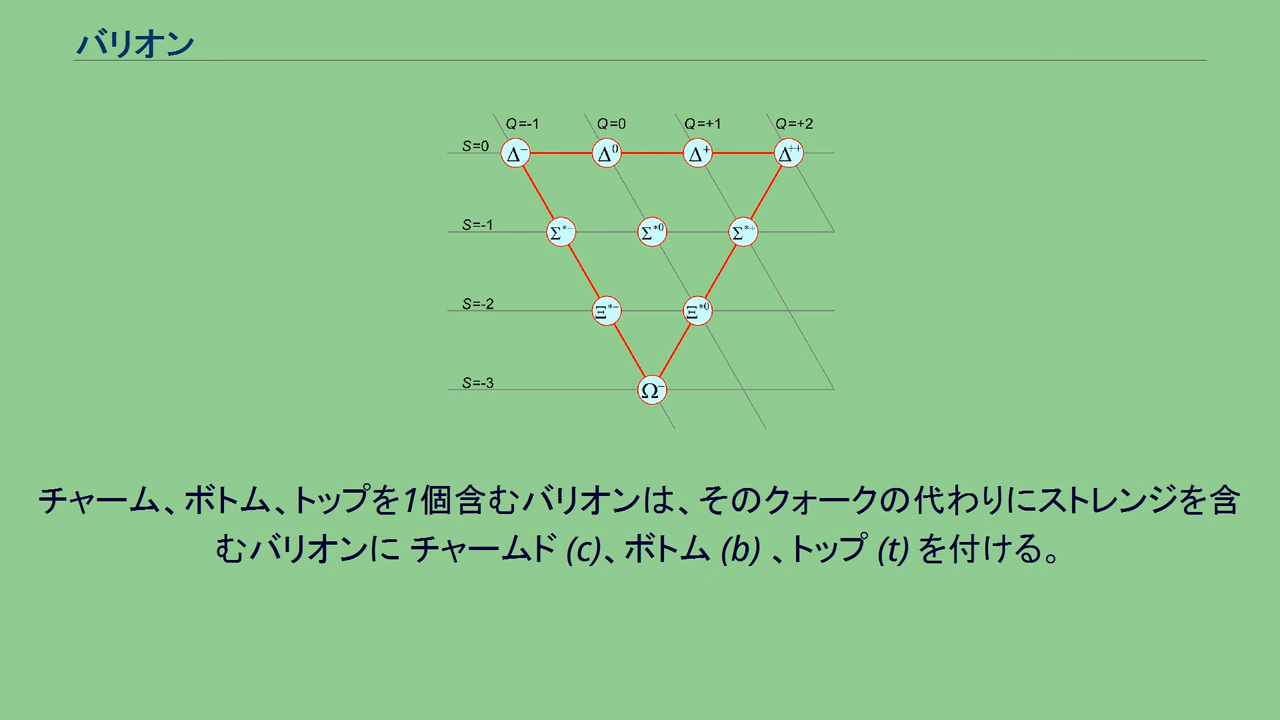 バリオン
Q=-1 Q=0 Q=+1 Q=+2
S=0 Δ⁻ Δ⁰ Δ⁺ Δ⁺⁺
S=-1 Σ*⁻ Σ*⁰ Σ*⁺
S=-2 Ξ*⁻ Ξ*⁰
S=-3 Ω⁻
チャーム、ボトム、トップを1個含むバリオンは、そのクォークの代わりにストレンジを含
むバリオンに チャームド (c)、ボトム (b) 、トップ (t) を付ける。